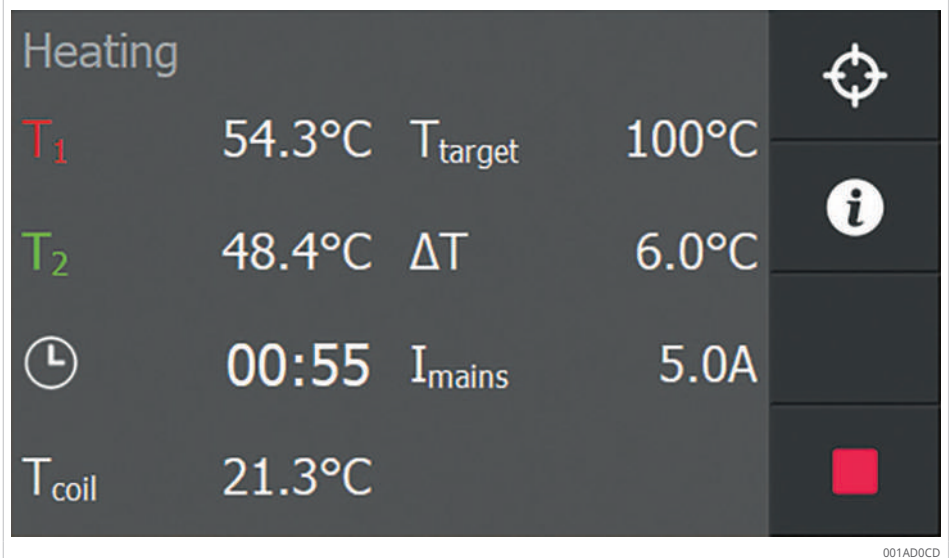 Heating
T1 54.3°C Ttarget 100°C
T2 48.4°C ΔT 6.0°C
00:55 Imains 5.0A
Tcoil 21.3°C
i
001AD0CD